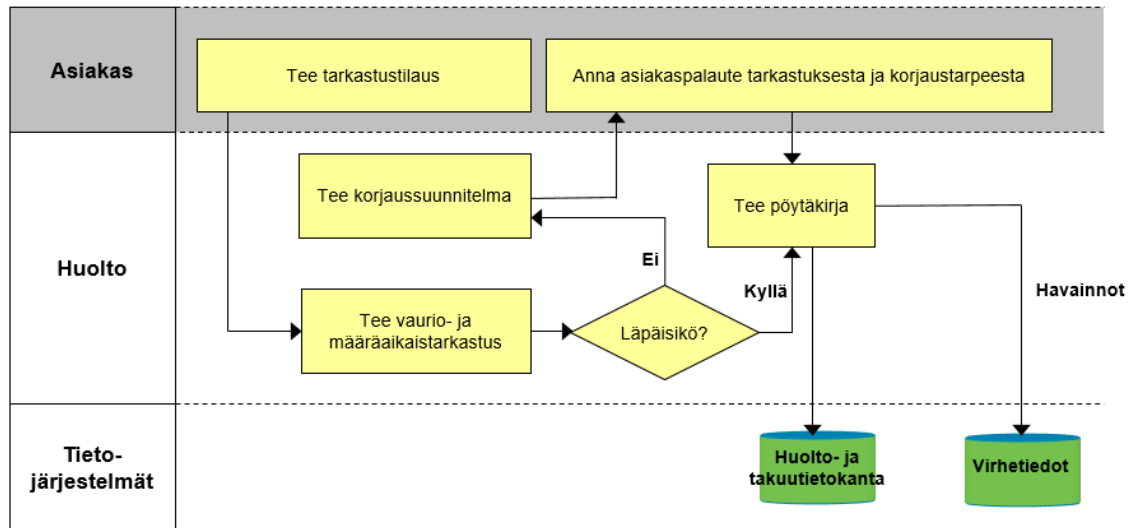 Asiakas
Tee tarkastustilaus
Anna asiakaspalaute tarkastuksesta ja korjaustarpeesta
Huolto
Tee korjaussuunnitelma
Tee pöytäkirja
Ei
Kyllä
Havainnot
Tee vaurio- ja
määräaikaistarkastus
Läpäisikö?
Tieto-
järjestelmät
Huolto- ja
takuutietokanta
Virhetiedot